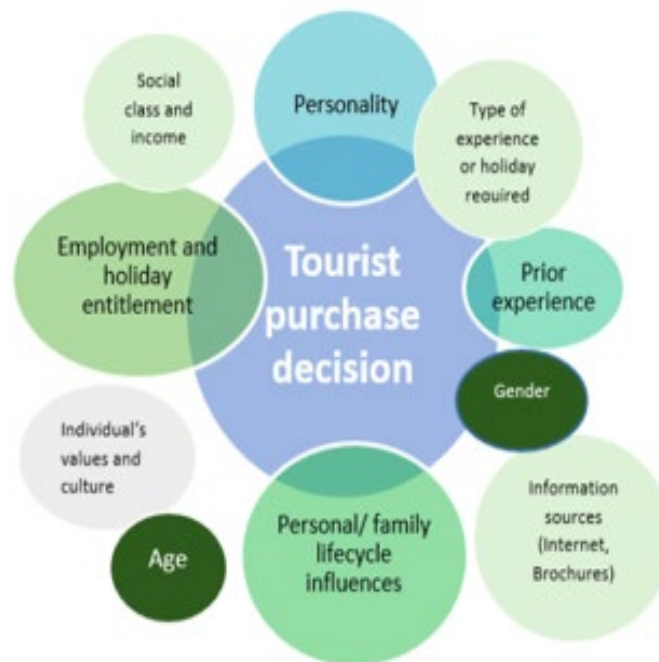 Social
class and
income
Personality
Type of
experience
or holiday
required
Employment and
holiday
entitlement
Tourist
purchase
decision
Prior
experience
Gender
Individual's
values and
culture
Age
Personal/ family
lifecycle
influences
Information
sources
(Internet,
Brochures)